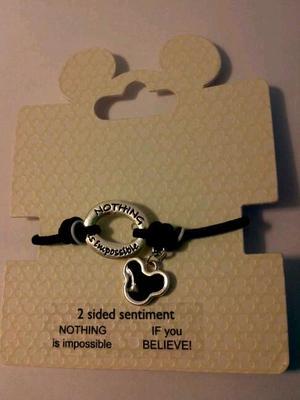 NOTHING
is impossible
2 sided sentiment
NOTHING IF you
is impossible BELIEVE!